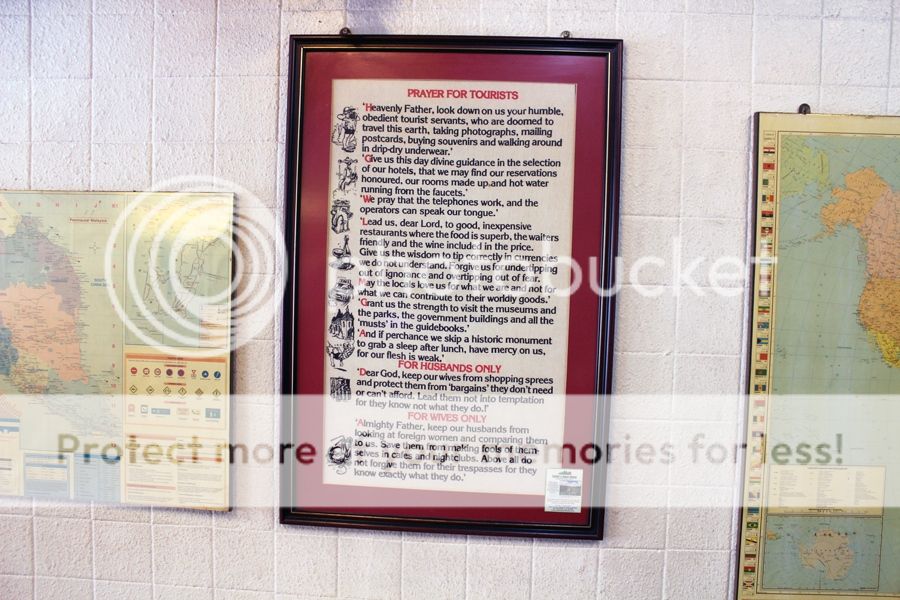 PRAYER FOR TOURISTS
'Heavenly Father, look down on us your humble,
obedient tourist servants, who are doomed to
travel this earth, taking photographs, mailing
postcards, buying souvenirs and walking around
in drip-dry underwear.'
'Give us this day divine guidance in the selection
of our hotels, that we may find our reservations
honoured, our rooms made up and hot water
running from the faucets.'
'We pray that the telephones work, and the
operators can speak our tongue.'
'Lead us, dear Lord, to good, inexpensive
restaurants where the food is superb, the waiters
friendly and the wine included in the price.
Give us the wisdom to tip correctly in currencies
we do not understand. Forgive us for undertipping
out of ignorance and overtipping out of fear.
May the locals love us for what we are and not for
what we can contribute to their worldly goods.'
'Grant us the strength to visit the museums and
the parks, the government buildings and all the
'musts' in the guidebooks.'
'And if perchance we skip a historic monument
to grab a sleep after lunch, have mercy on us,
for our flesh is weak.'
FOR HUSBANDS ONLY
'Dear God, keep our wives from shopping sprees
and protect them from 'bargains' they don't need
or can't afford. Lead them not into temptation
for they know not what they do.!'
FOR WIVES ONLY
'Almighty Father, keep our husbands from
looking at foreign women and comparing them
to us. Save them from making fools of them-
selves in cafes and nightclubs. Above all do
not forgive them for their trespasses for they
know exactly what they do.'
photobucket
Protect more of your memories for less!
Peninsular Malaysia